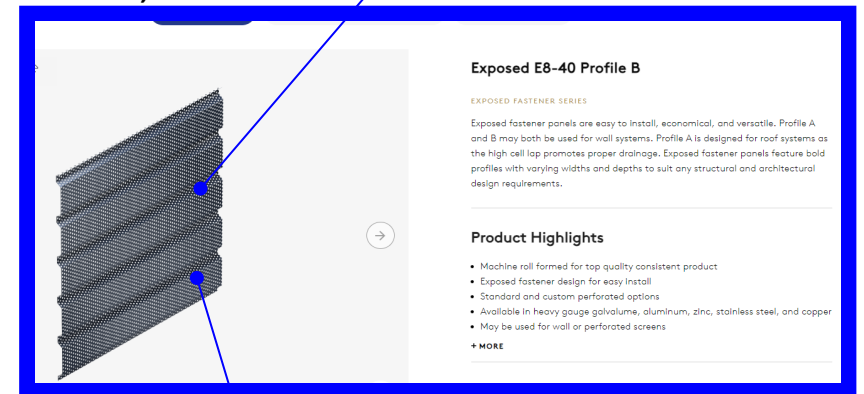 Exposed E8-40 Profile B
EXPOSED FASTENER SERIES
Exposed fastener panels are easy to install, economical, and versatile. Profile A
and B may both be used for wall systems. Profile A is designed for roof systems as
the high cell lap promotes proper drainage. Exposed fastener panels feature bold
profiles with varying widths and depths to suit any structural and architectural
design requirements.
Product Highlights
• Machine roll formed for top quality consistent product
• Exposed fastener design for easy install
• Standard and custom perforated options
• Available in heavy gauge galvalume, aluminum, zinc, stainless steel, and copper
• May be used for wall or perforated screens
+ MORE